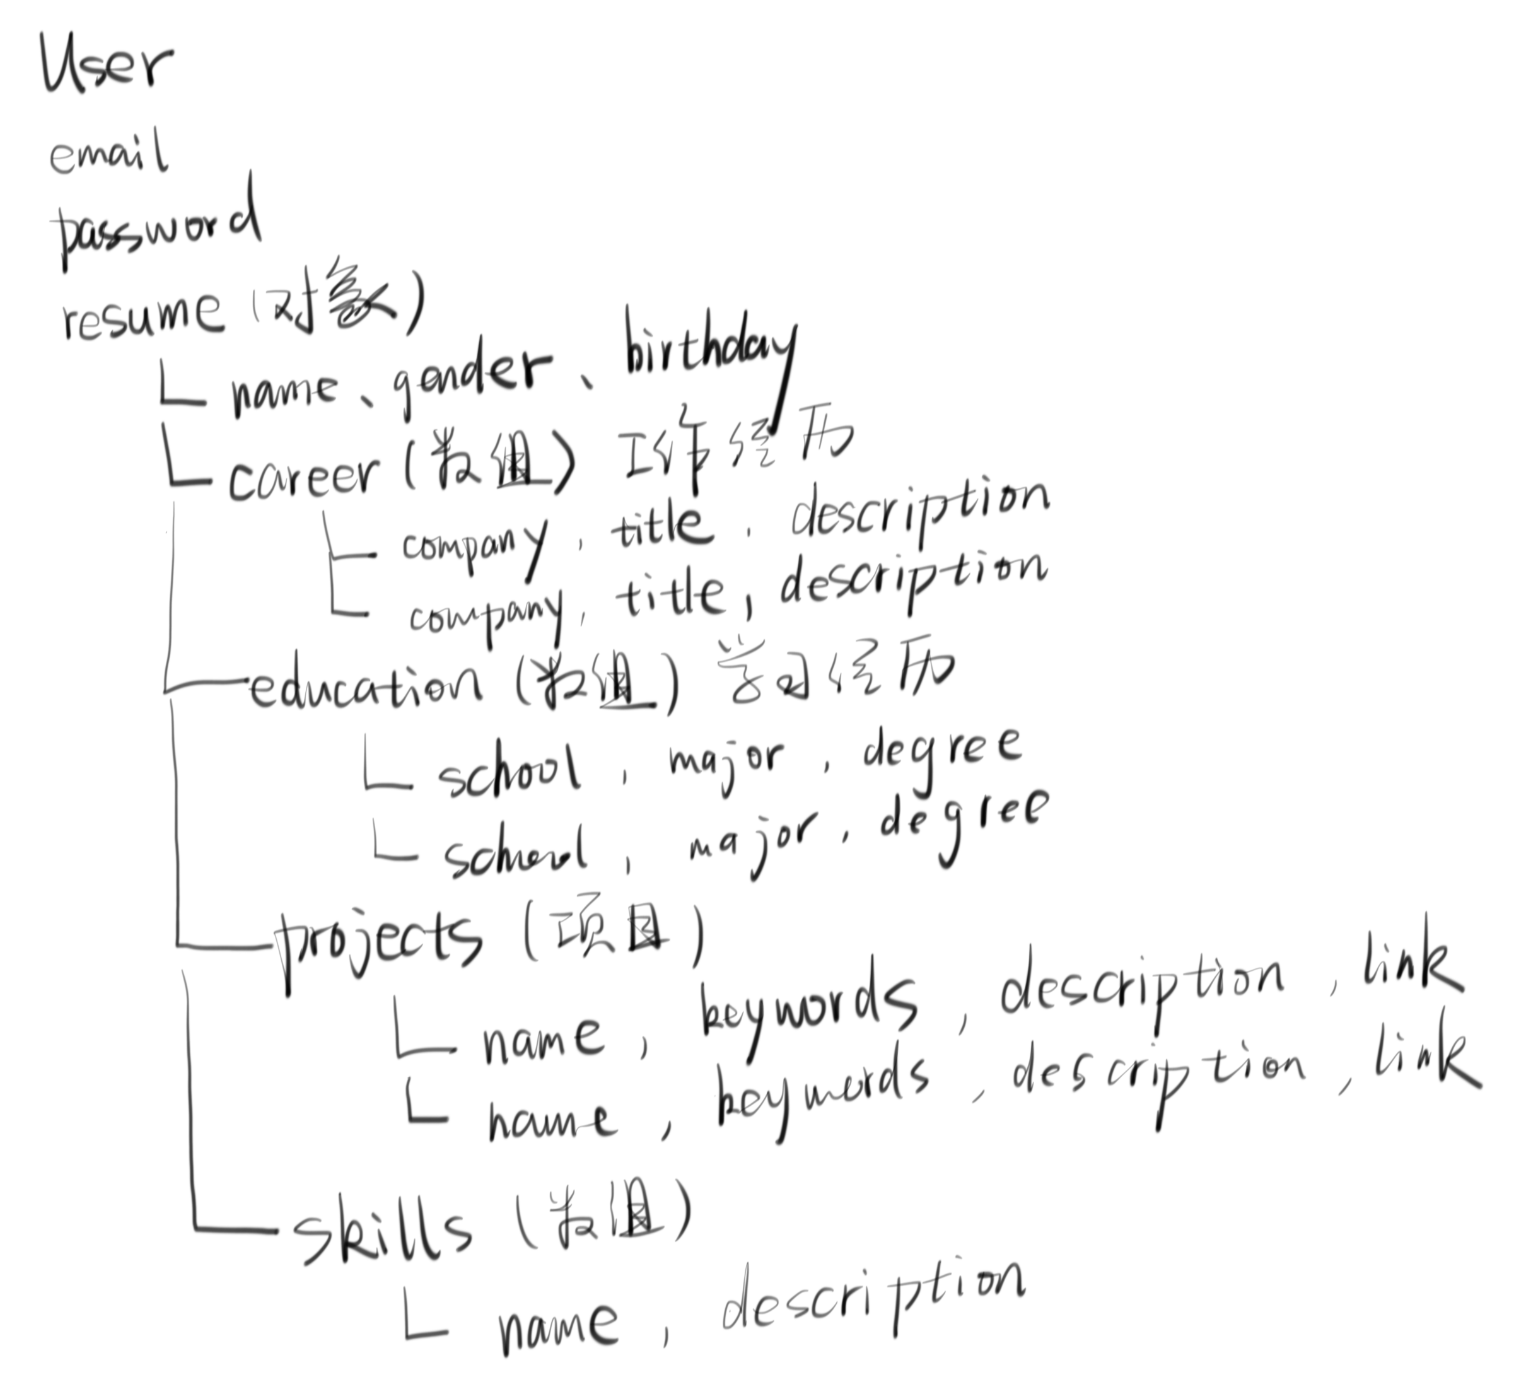 User
email
password
resume (对象)
name、gender、birthday
career (数组) 工作经历
company, title, description
company, title, description
education (数组) 学习经历
school, major, degree
school, major, degree
projects (项目)
name, keywords, description, link
name, keywords, description, link
skills (数组)
name, description